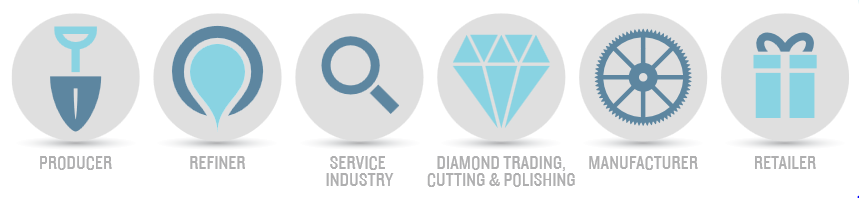 PRODUCER
REFINER
SERVICE
INDUSTRY
DIAMOND TRADING,
CUTTING & POLISHING
MANUFACTURER
RETAILER